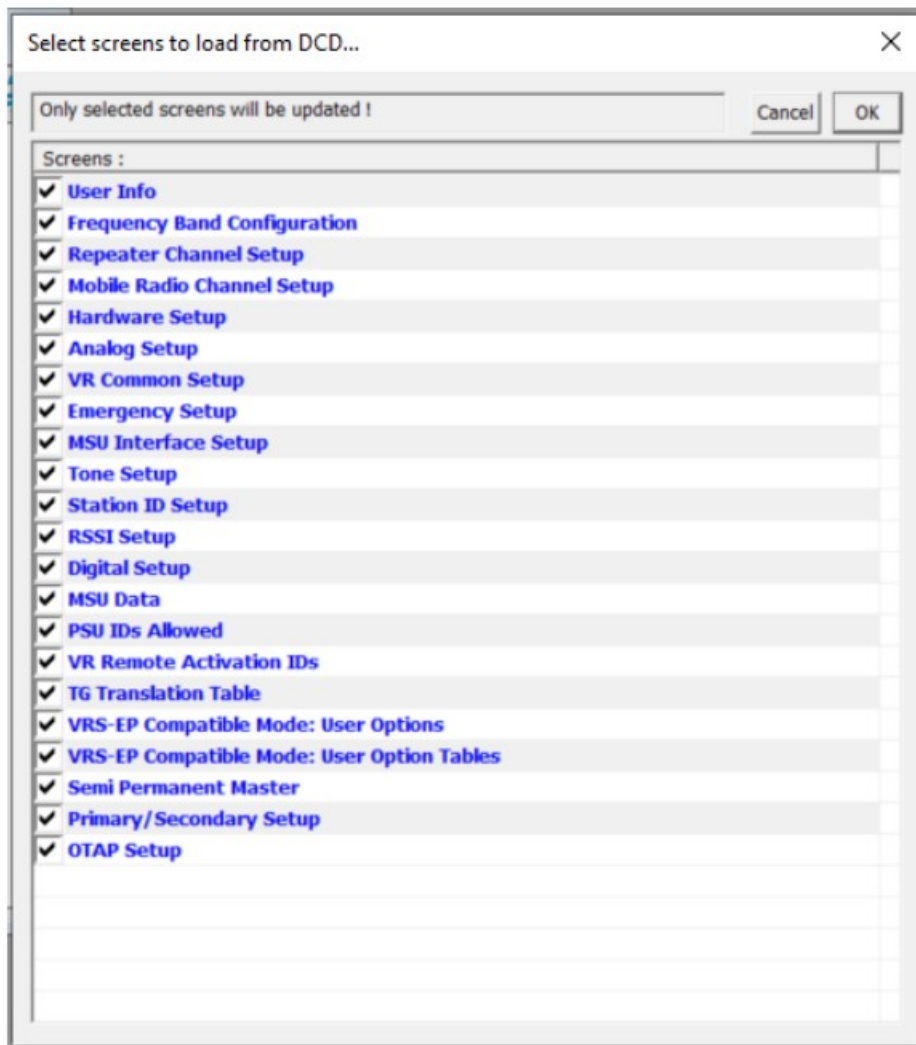 Select screens to load from DCD...
Only selected screens will be updated !
Cancel
OK
Screens :
User Info
Frequency Band Configuration
Repeater Channel Setup
Mobile Radio Channel Setup
Hardware Setup
Analog Setup
VR Common Setup
Emergency Setup
MSU Interface Setup
Tone Setup
Station ID Setup
RSSI Setup
Digital Setup
MSU Data
PSU IDs Allowed
VR Remote Activation IDs
TG Translation Table
VRS-EP Compatible Mode: User Options
VRS-EP Compatible Mode: User Option Tables
Semi Permanent Master
Primary/Secondary Setup
OTAP Setup